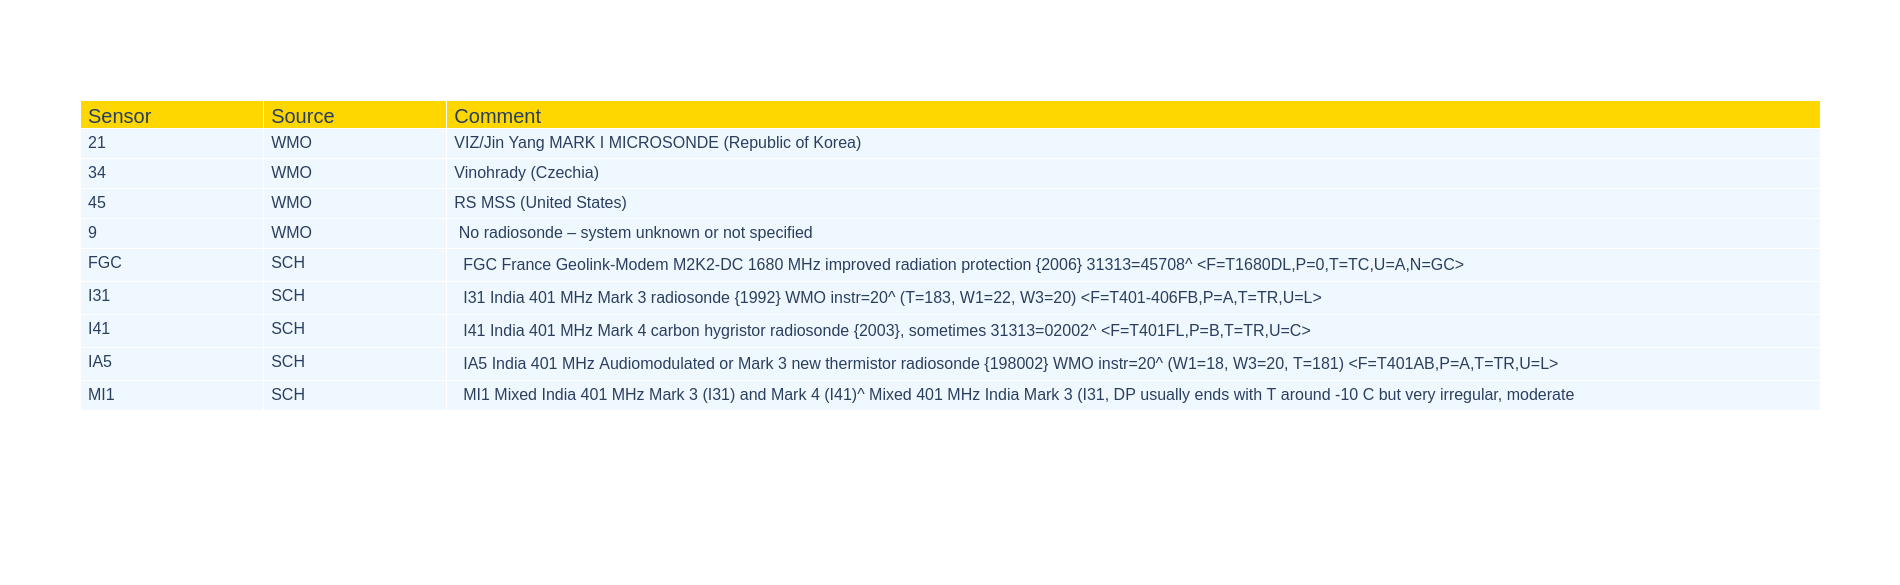 Sensor Source Comment
21 WMO VIZ/Jin Yang MARK I MICROSONDE (Republic of Korea)
34 WMO Vinohrady (Czechia)
45 WMO RS MSS (United States)
9 WMO No radiosonde – system unknown or not specified
FGC SCH FGC France Geolink-Modem M2K2-DC 1680 MHz improved radiation protection {2006} 31313=45708^ <F=T1680DL,P=0,T=TC,U=A,N=GC>
I31 SCH I31 India 401 MHz Mark 3 radiosonde {1992} WMO instr=20^ (T=183, W1=22, W3=20) <F=T401-406FB,P=A,T=TR,U=L>
I41 SCH I41 India 401 MHz Mark 4 carbon hygristor radiosonde {2003}, sometimes 31313=02002^ <F=T401FL,P=B,T=TR,U=C>
IA5 SCH IA5 India 401 MHz Audiomodulated or Mark 3 new thermistor radiosonde {198002} WMO instr=20^ (W1=18, W3=20, T=181) <F=T401AB,P=A,T=TR,U=L>
MI1 SCH MI1 Mixed India 401 MHz Mark 3 (I31) and Mark 4 (I41)^ Mixed 401 MHz India Mark 3 (I31, DP usually ends with T around -10 C but very irregular, moderate